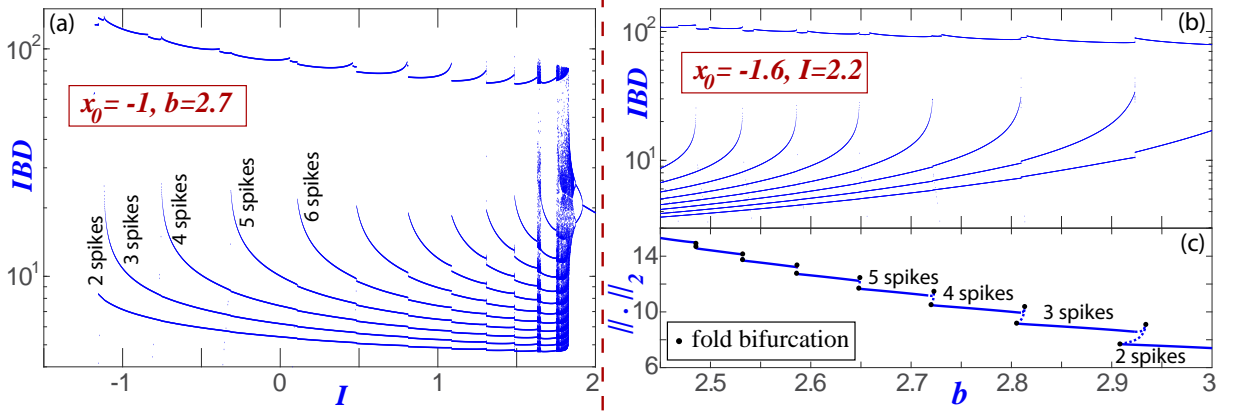 (a)
IBD
10²
10¹
x₀= -1, b=2.7
2 spikes
3 spikes
4 spikes
5 spikes
6 spikes
-1 0 1 2
I
(b)
IBD
10²
10¹
x₀= -1.6, I=2.2
(c)
//.//₂
14
10
6
5 spikes
4 spikes
3 spikes
2 spikes
• fold bifurcation
2.5 2.6 2.7 2.8 2.9 3
b